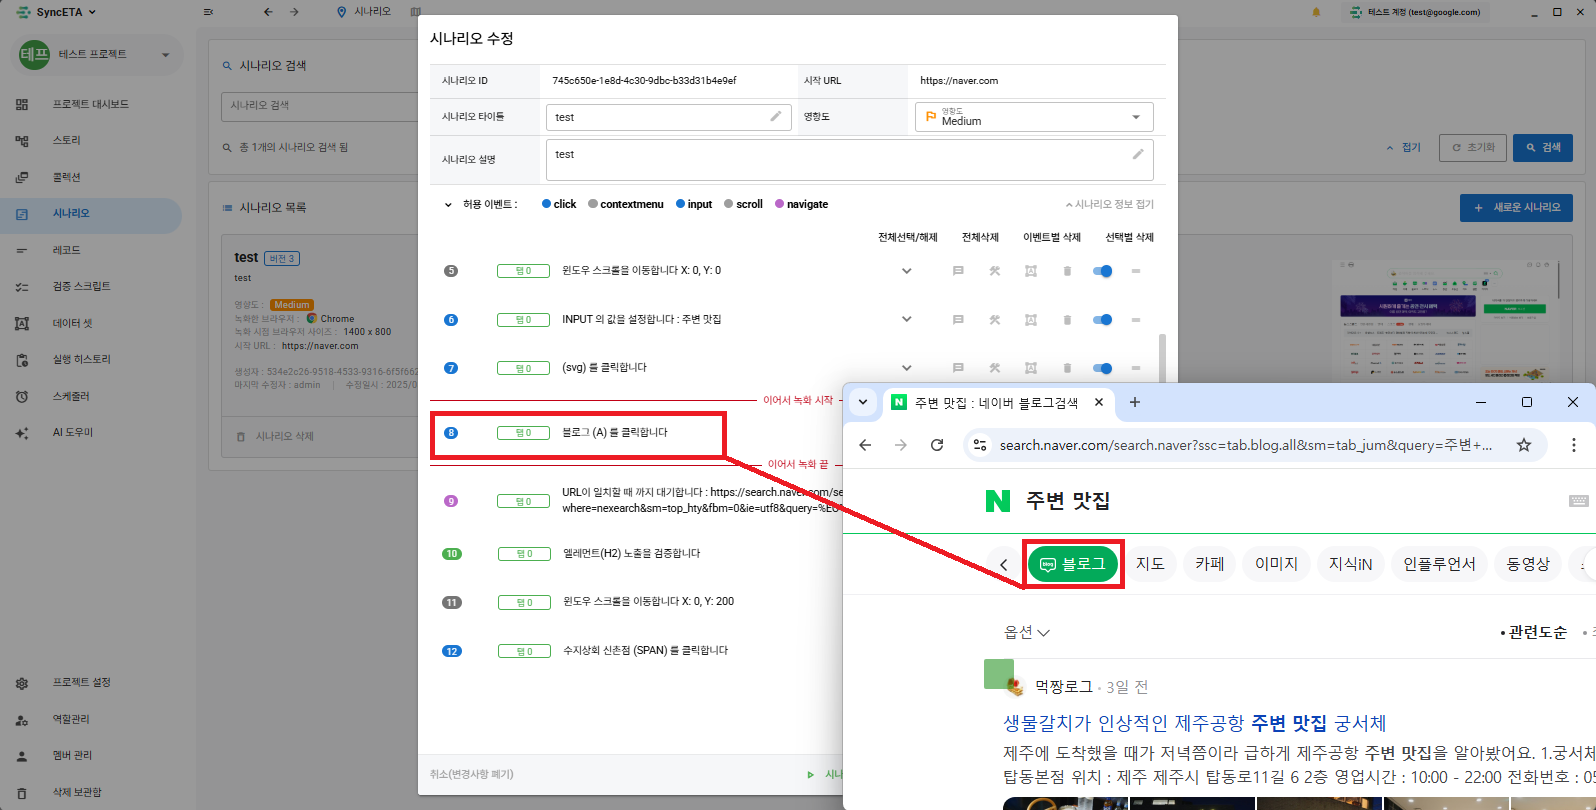 SyncETA
시나리오
테스트 계정 (test@google.com)
테프
테스트 프로젝트
프로젝트 대시보드
스토리
콜렉션
시나리오
레코드
검증 스크립트
데이터 셋
실행 히스토리
스케줄러
AI 도우미
프로젝트 설정
역할관리
멤버 관리
삭제 보관함
시나리오 검색
시나리오 검색
총 1개의 시나리오 검색 됨
접기
초기화
검색
시나리오 목록
새로운 시나리오
test 버전 3
test
영향도 : Medium
녹화한 브라우저 : Chrome
녹화 시점 브라우저 사이즈 : 1400 x 800
시작 URL : https://naver.com
생성자 : 534e2c26-9518-4533-9316-6f5f662
마지막 수정자 : admin | 수정일시 : 2025/0
시나리오 삭제
시나리오 수정
시나리오 ID 745c650e-1e8d-4c30-9dbc-b33d31b4e9ef 시작 URL https://naver.com
시나리오 타이틀 test 영향도 영향도 Medium
시나리오 설명 test
허용 이벤트 : click contextmenu input scroll navigate 시나리오 정보 접기
전체선택/해제 전체삭제 이벤트별 삭제 선택별 삭제
5 탭 0 윈도우 스크롤을 이동합니다 X: 0, Y: 0
6 탭 0 INPUT 의 값을 설정합니다 : 주변 맛집
7 탭 0 (svg) 를 클릭합니다
이어서 녹화 시작
8 탭 0 블로그 (A) 를 클릭합니다
이어서 녹화 끝
9 탭 0 URL이 일치할 때 까지 대기합니다 : https://search.naver.com/se
where=nexearch&sm=top_hty&fbm=0&ie=utf8&query=%EC
10 탭 0 엘레먼트(H2) 노출을 검증합니다
11 탭 0 윈도우 스크롤을 이동합니다 X: 0, Y: 200
12 탭 0 수지상회 신촌점 (SPAN) 를 클릭합니다
취소(변경사항 폐기)
시나
주변 맛집 : 네이버 블로그검색
search.naver.com/search.naver?ssc=tab.blog.all&sm=tab_jum&query=주변+...
N 주변 맛집
블로그 지도 카페 이미지 지식iN 인플루언서 동영상
옵션
관련도순
먹짱로그 · 3일 전
생물갈치가 인상적인 제주공항 주변 맛집 궁서체
제주에 도착했을 때가 저녁쯤이라 급하게 제주공항 주변 맛집을 알아봤어요. 1.궁서체
탑동본점 위치 : 제주 제주시 탑동로11길 6 2층 영업시간 : 10:00 - 22:00 전화번호 : 05